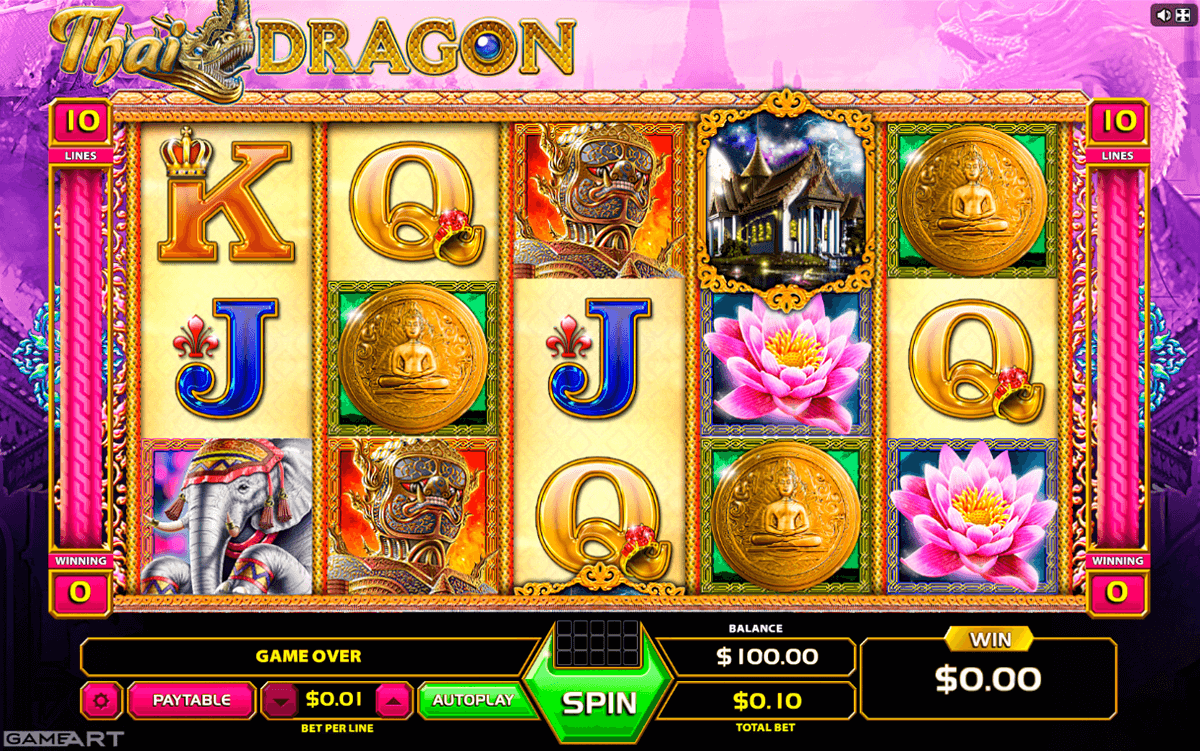 Thai DRAGON
10
LINES
10
LINES
K
Q
J
J
Q
Q
WINNING
0
WINNING
0
GAME OVER
PAYTABLE
$0.01
BET PER LINE
AUTOPLAY
SPIN
BALANCE
$100.00
$0.10
TOTAL BET
WIN
$0.00
GAMEART